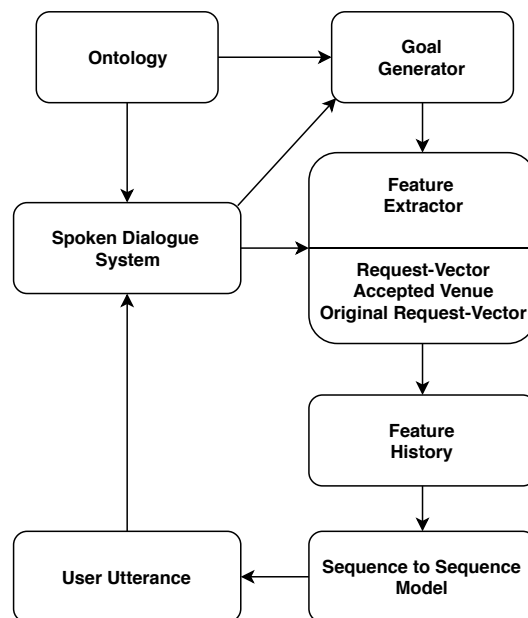 Ontology
Goal
Generator
Feature
Extractor
Spoken Dialogue
System
Request-Vector
Accepted Venue
Original Request-Vector
Feature
History
User Utterance
Sequence to Sequence
Model